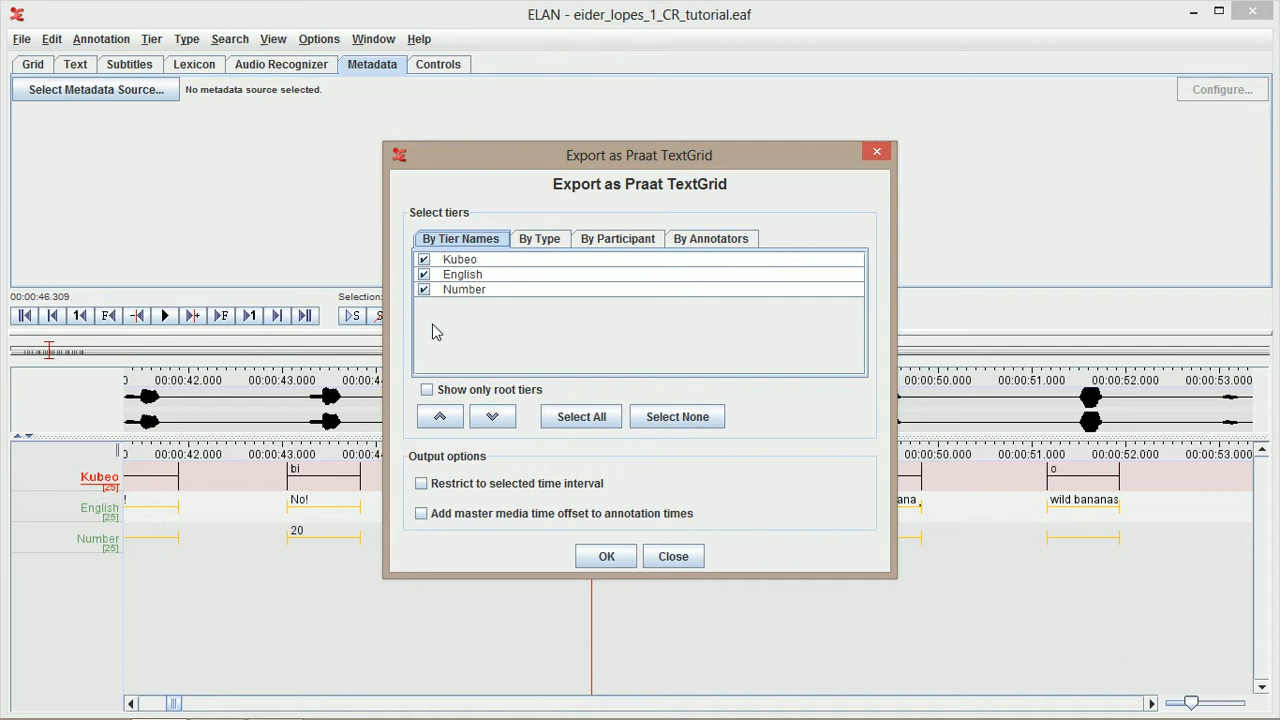 ELAN - eider_lopes_1_CR_tutorial.eaf
File Edit Annotation Tier Type Search View Options Window Help
Grid Text Subtitles Lexicon Audio Recognizer Metadata Controls
Select Metadata Source... No metadata source selected. Configure...
Export as Praat TextGrid
Export as Praat TextGrid
Select tiers
By Tier Names By Type By Participant By Annotators
Kubeo
English
Number
00:00:46.309 Selection:
Show only root tiers
Select All Select None
00:00:42.000 00:00:43.000 00:00:50.000 00:00:51.000 00:00:52.000 00:00:53.000
Output options
00:00:42.000 00:00:43.000 00:00:50.000 00:00:51.000 00:00:52.000 00:00:53.000
Kubeo bi o
[25]
Restrict to selected time interval
English No! wild bananas
[25]
Add master media time offset to annotation times
Number 20
[25]
OK Close